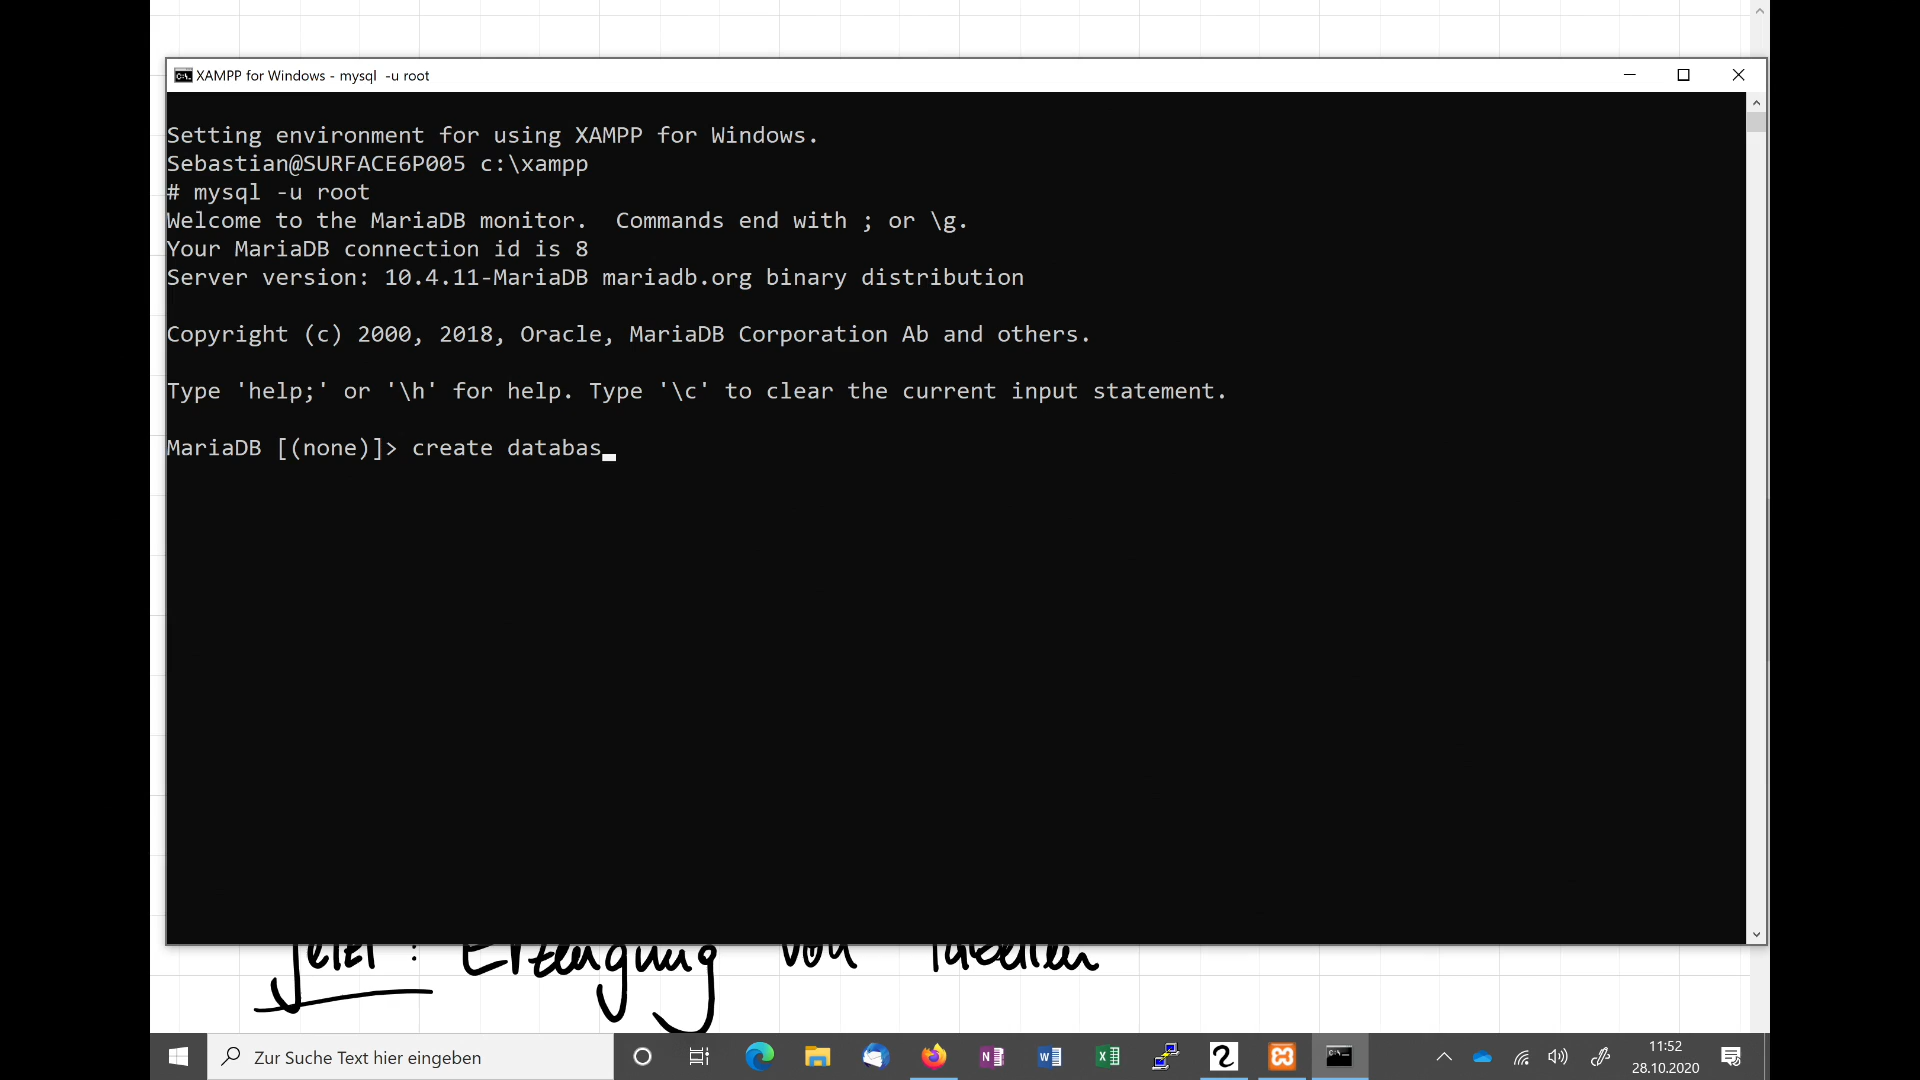 XAMPP for Windows - mysql  -u root
Setting environment for using XAMPP for Windows.
Sebastian@SURFACE6P005 c:\xampp
# mysql -u root
Welcome to the MariaDB monitor.  Commands end with ; or \g.
Your MariaDB connection id is 8
Server version: 10.4.11-MariaDB mariadb.org binary distribution
Copyright (c) 2000, 2018, Oracle, MariaDB Corporation Ab and others.
Type 'help;' or '\h' for help. Type '\c' to clear the current input statement.
MariaDB [(none)]> create databas
Jetzt : Erzeugung von Tabellen
Zur Suche Text hier eingeben
11:52
28.10.2020